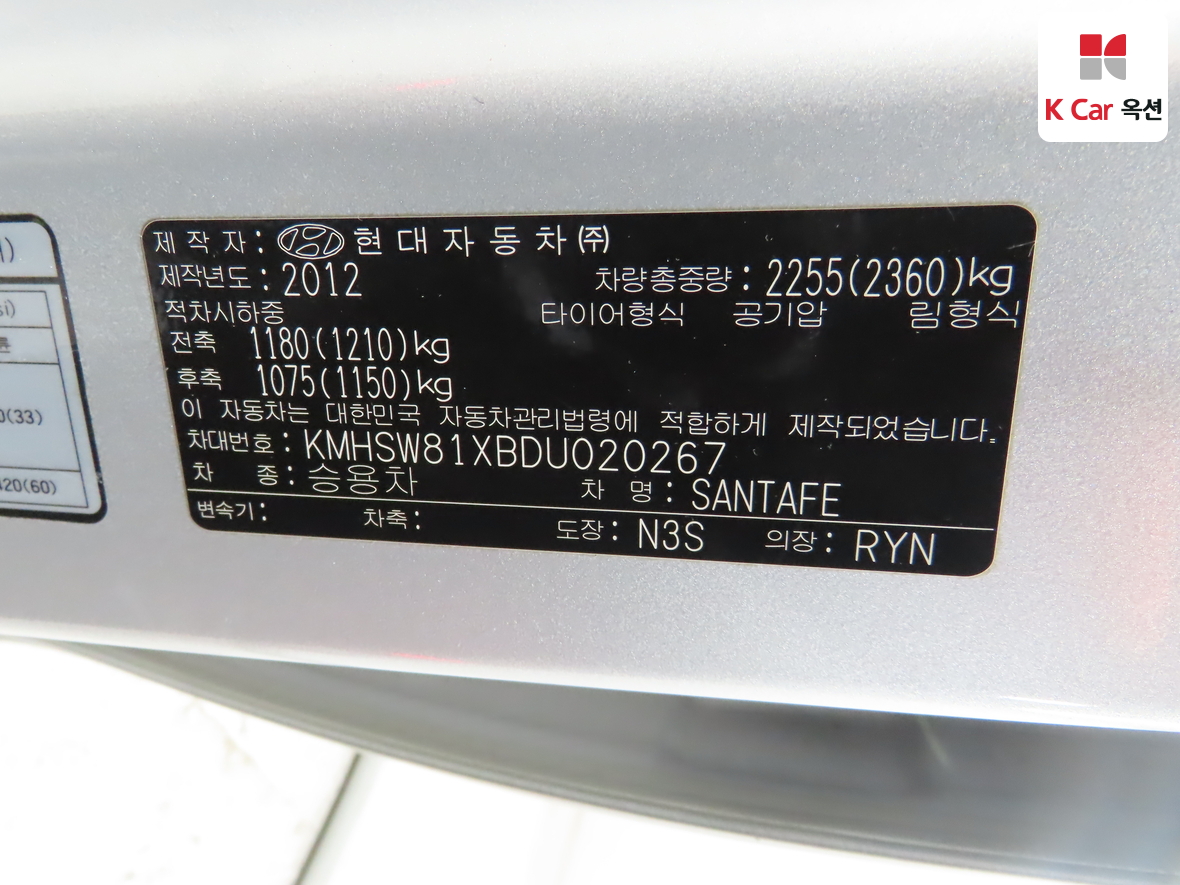 K Car 옥션
제 작 자 : 현 대 자 동 차 ㈜
제작년도 : 2012 차량총중량 : 2255(2360)kg
적차시하중 타이어형식 공기압 림형식
전축 1180(1210)kg
후축 1075(1150)kg
이 자동차는 대한민국 자동차관리법령에 적합하게 제작되었습니다.
차대번호 : KMHSW81XBDU020267
차 종 : 승용차 차 명 : SANTAFE
변속기 : 차축 : 도장 : N3S 의장 : RYN
0(33)
420(60)